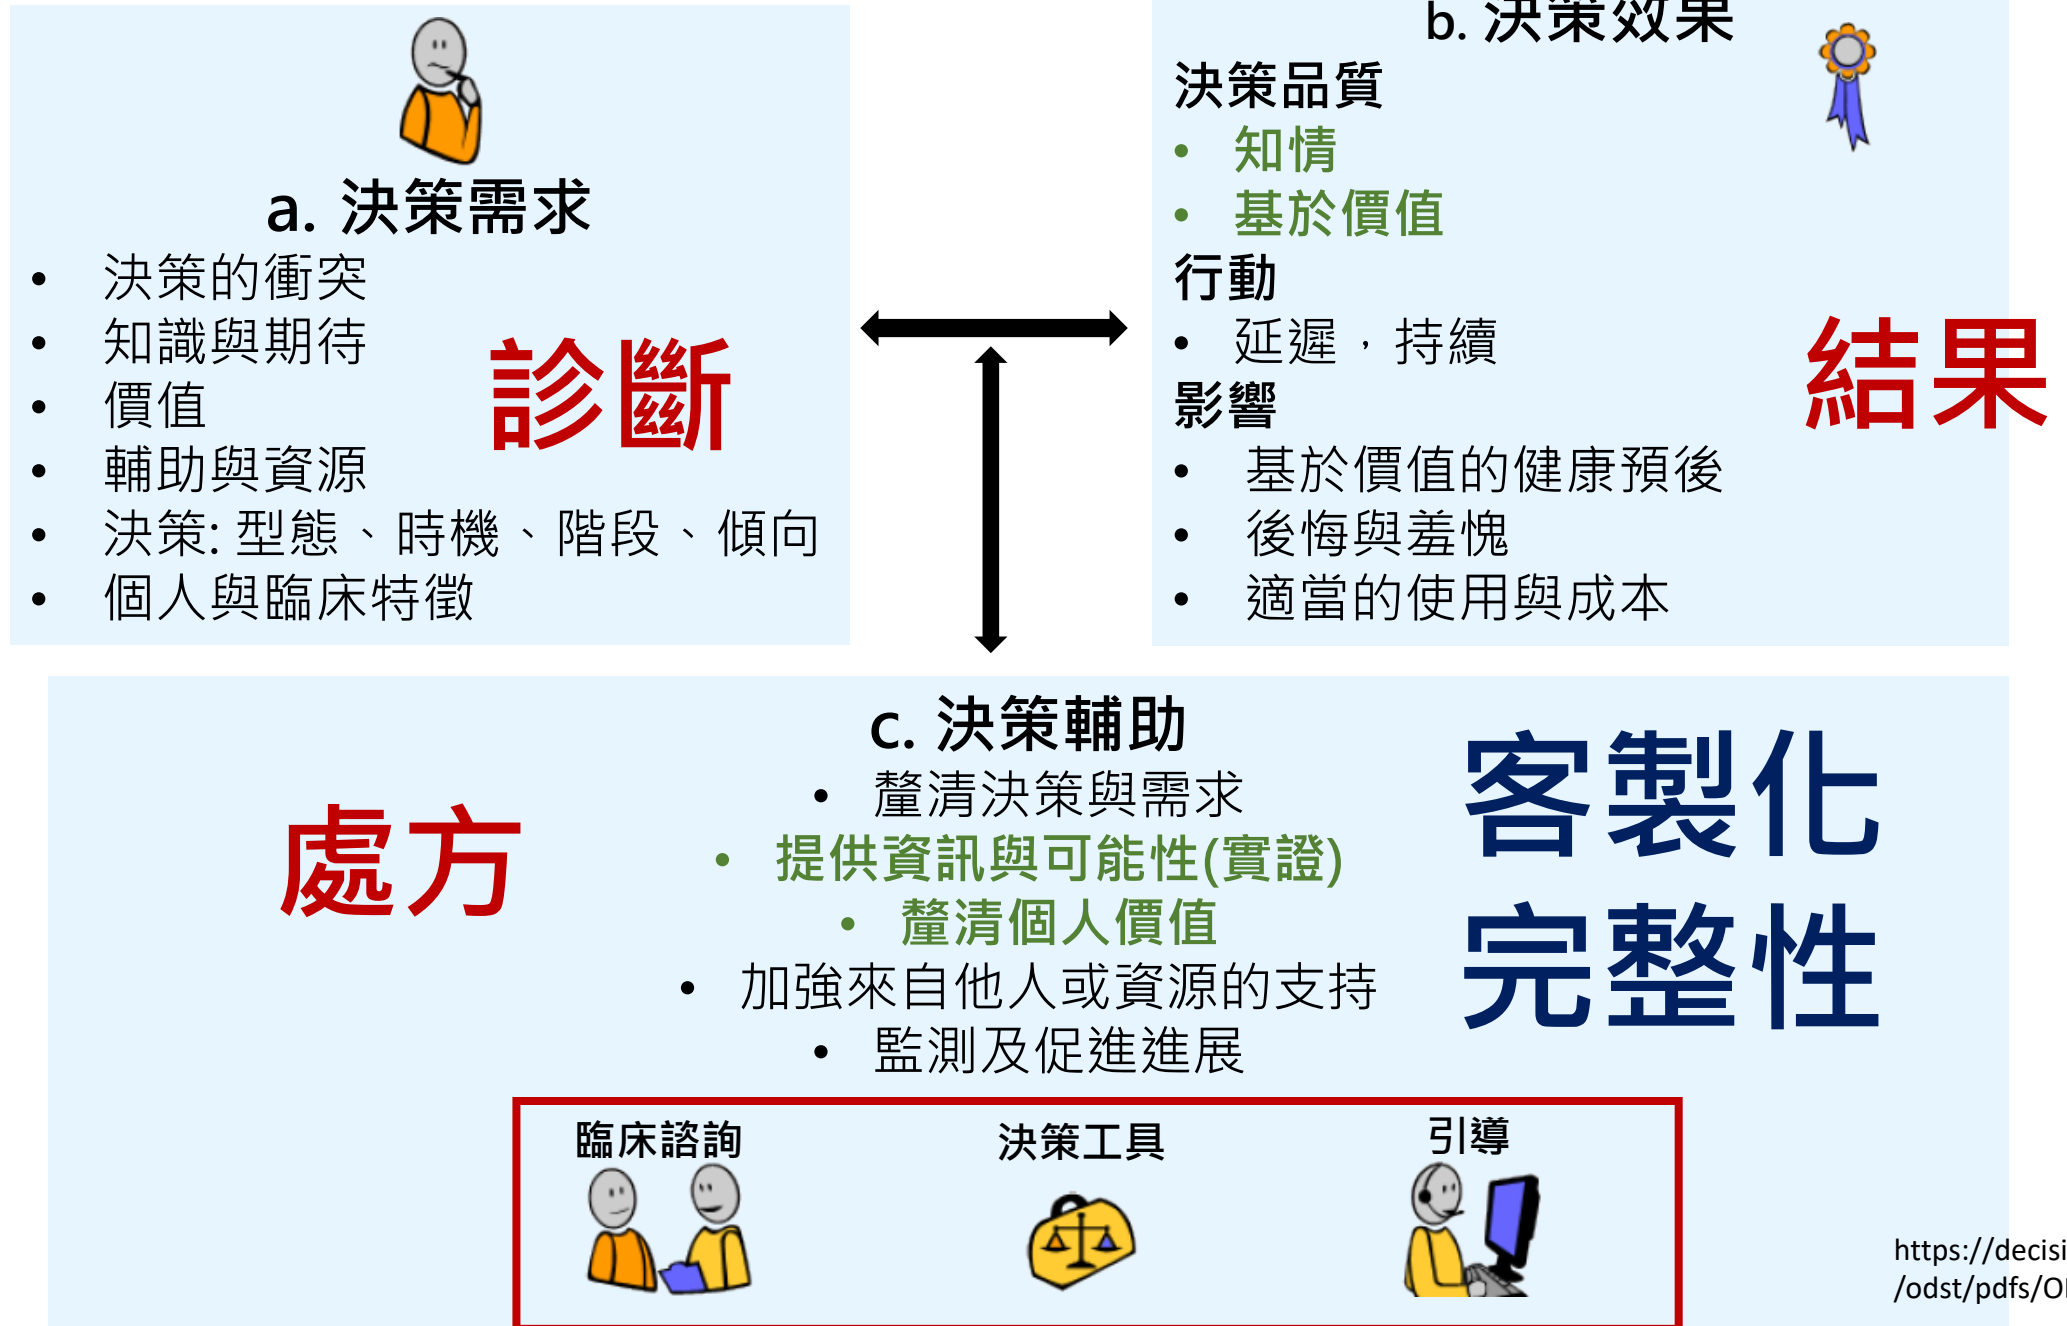 a. 決策需求
• 決策的衝突
• 知識與期待
• 價值
• 輔助與資源
• 決策: 型態、時機、階段、傾向
• 個人與臨床特徵
診斷
b. 決策效果
決策品質
• 知情
• 基於價值
行動
• 延遲，持續
影響
• 基於價值的健康預後
• 後悔與羞愧
• 適當的使用與成本
結果
c. 決策輔助
• 釐清決策與需求
• 提供資訊與可能性(實證)
• 釐清個人價值
• 加強來自他人或資源的支持
• 監測及促進進展
處方
客製化
完整性
臨床諮詢
決策工具
引導
https://decisi
/odst/pdfs/O